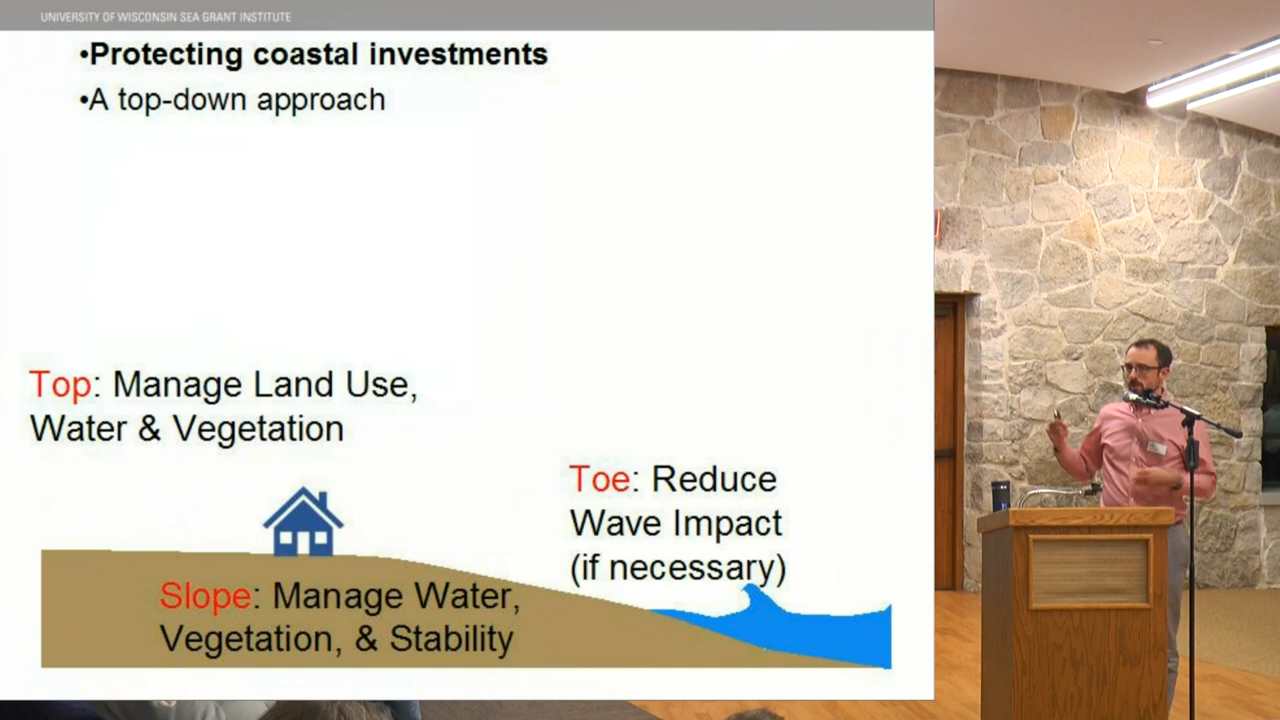 UNIVERSITY OF WISCONSIN SEA GRANT INSTITUTE
•Protecting coastal investments
•A top-down approach
Top: Manage Land Use,
Water & Vegetation
Toe: Reduce
Wave Impact
(if necessary)
Slope: Manage Water,
Vegetation, & Stability